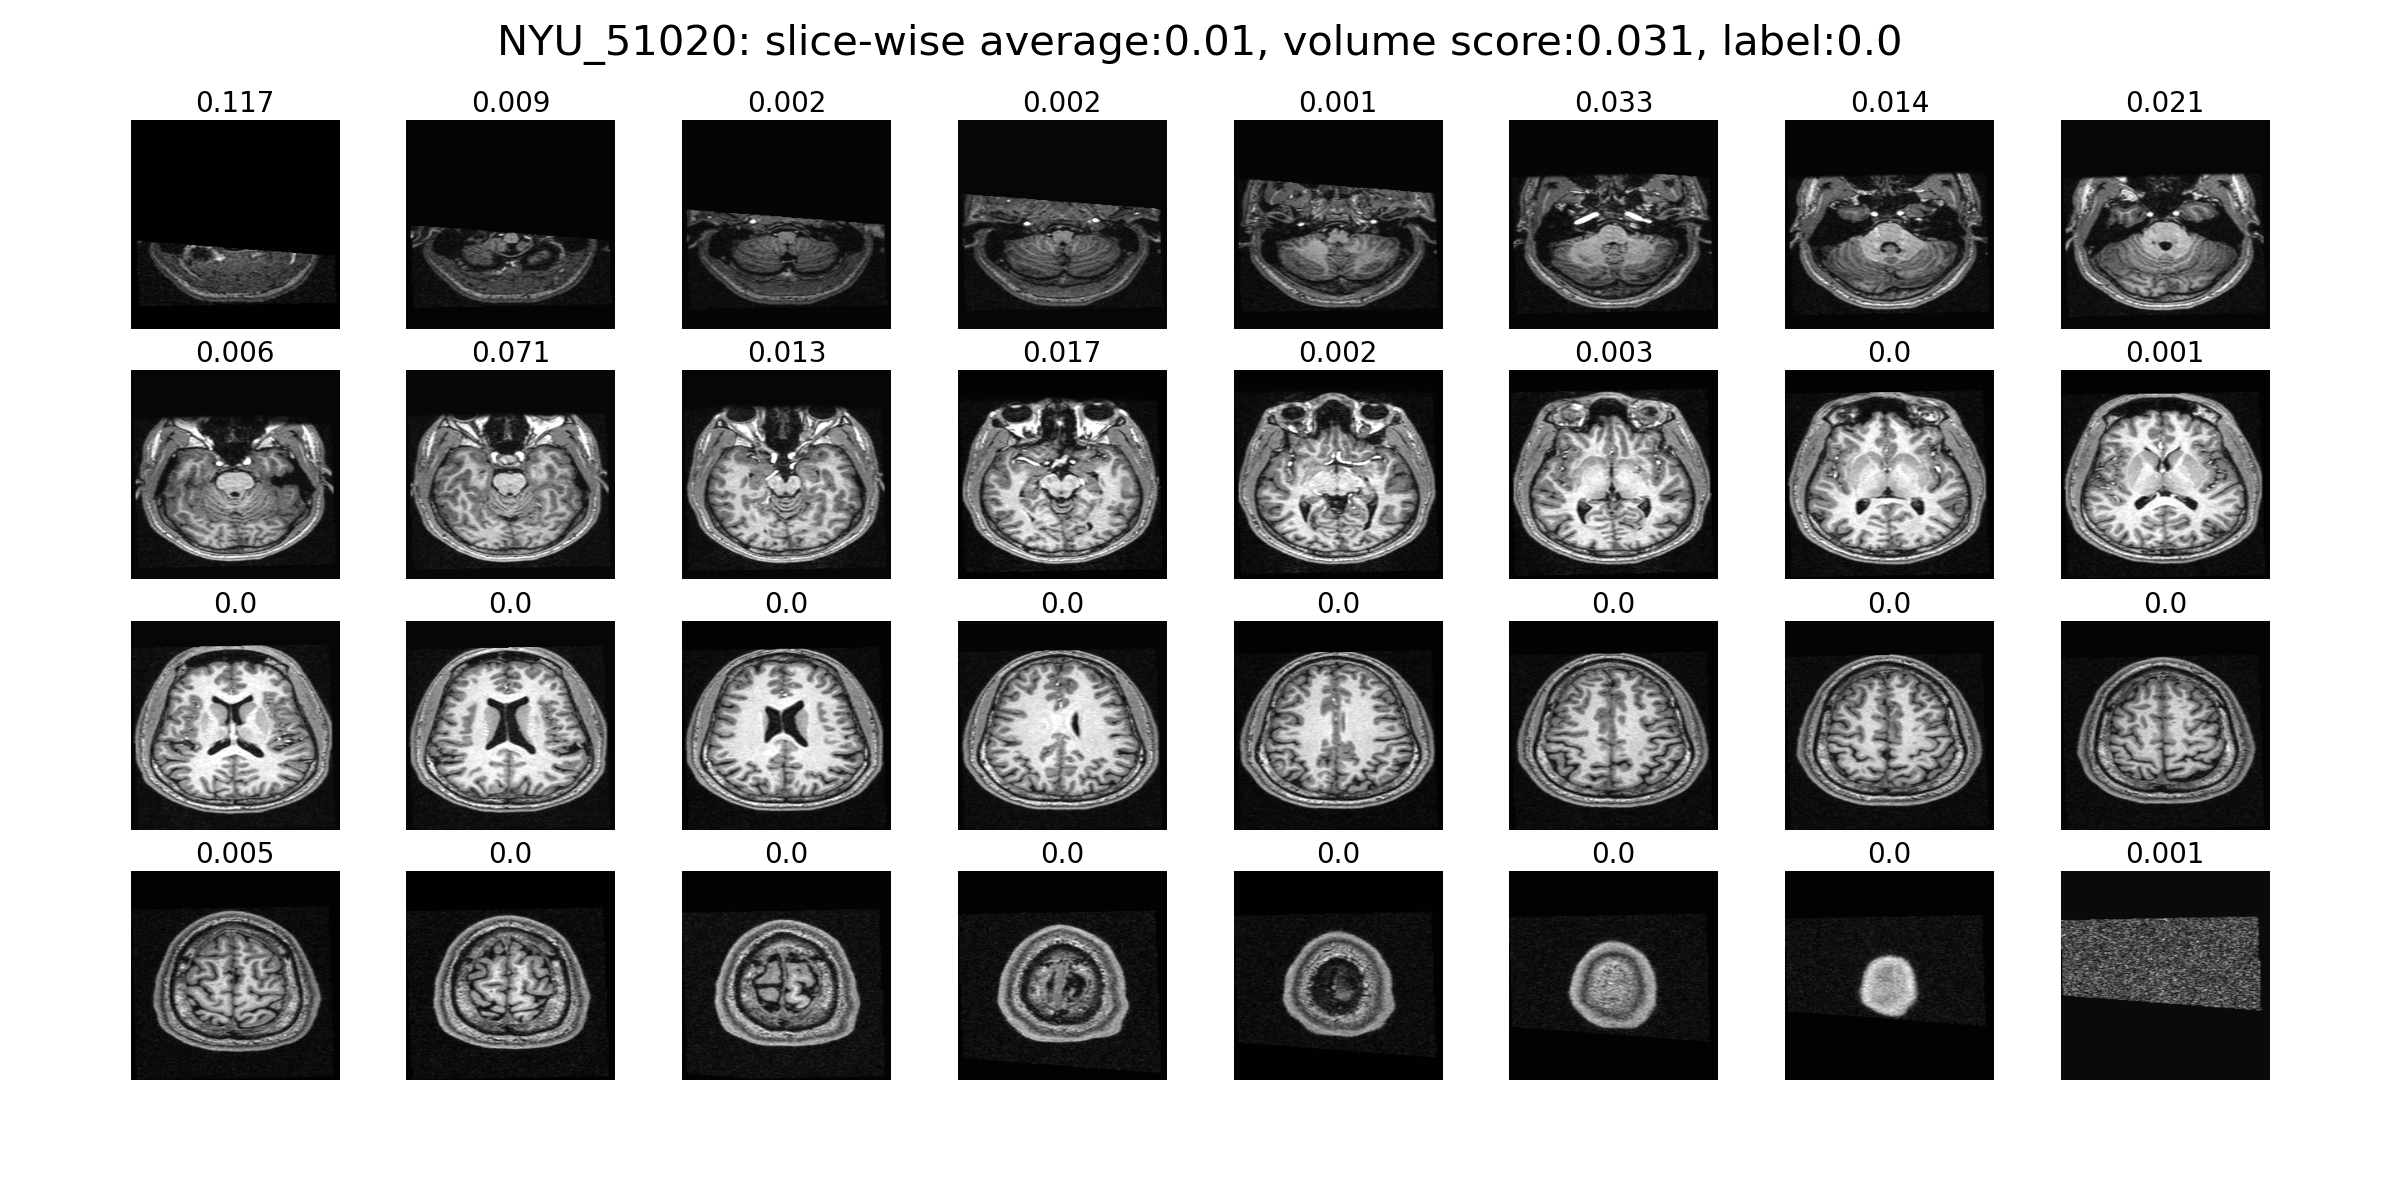 NYU_51020: slice-wise average:0.01, volume score:0.031, label:0.0
0.117 0.009 0.002 0.002 0.001 0.033 0.014 0.021
0.006 0.071 0.013 0.017 0.002 0.003 0.0 0.001
0.0 0.0 0.0 0.0 0.0 0.0 0.0 0.0
0.005 0.0 0.0 0.0 0.0 0.0 0.0 0.001